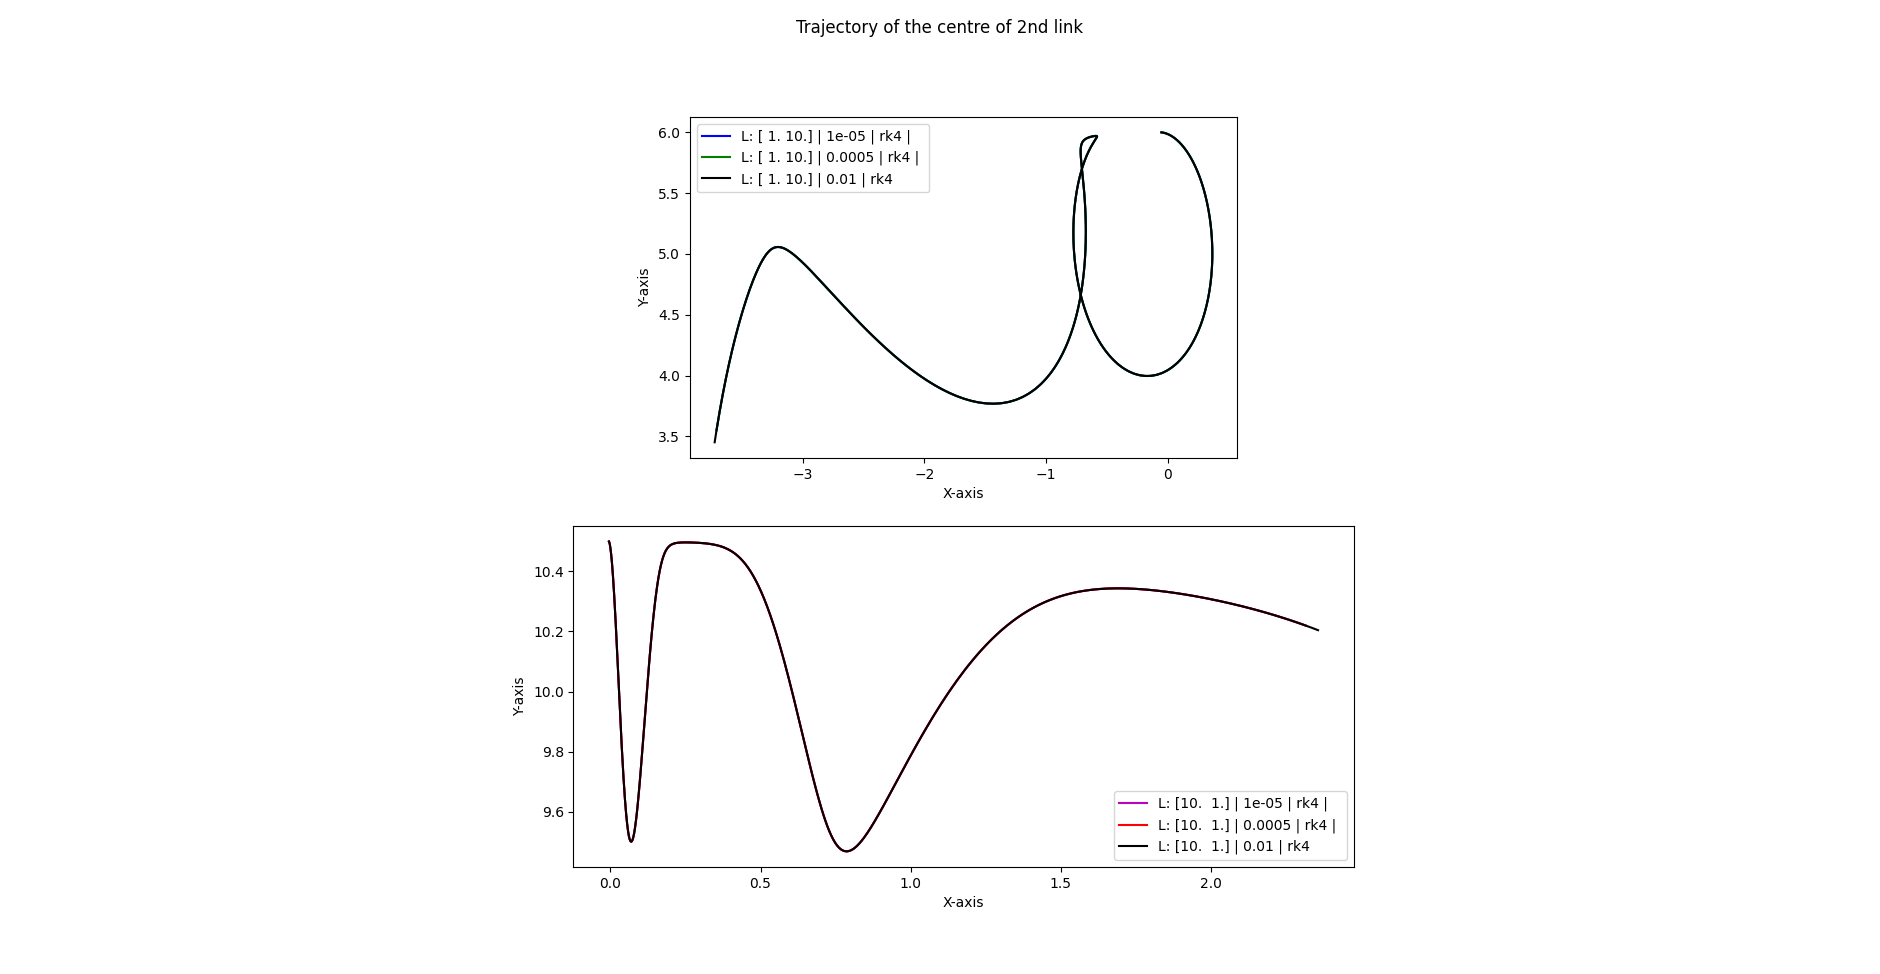 Trajectory of the centre of 2nd link
L: [ 1. 10.] | 1e-05 | rk4 |
L: [ 1. 10.] | 0.0005 | rk4 |
L: [ 1. 10.] | 0.01 | rk4
6.0
5.5
5.0
4.5
4.0
3.5
Y-axis
−3 −2 −1 0
X-axis
10.4
10.2
10.0
9.8
9.6
Y-axis
L: [10.  1.] | 1e-05 | rk4 |
L: [10.  1.] | 0.0005 | rk4 |
L: [10.  1.] | 0.01 | rk4
0.0 0.5 1.0 1.5 2.0
X-axis